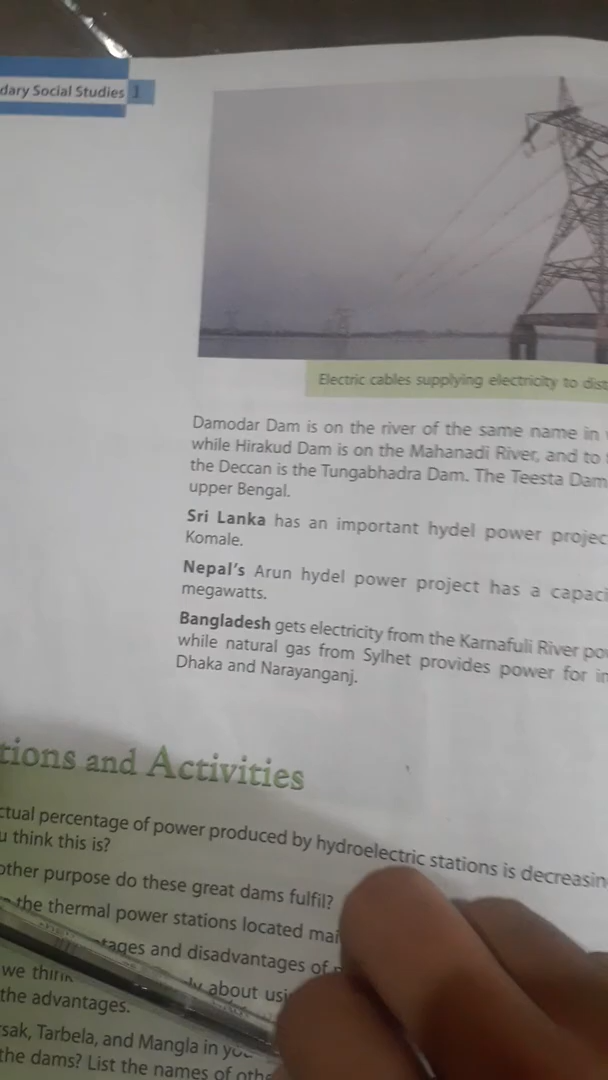 dary Social Studies 1
Electric cables supplying electricity to dist
Damodar Dam is on the river of the same name in
while Hirakud Dam is on the Mahanadi River, and to
the Deccan is the Tungabhadra Dam. The Teesta Dam
upper Bengal.
Sri Lanka has an important hydel power projec
Komale.
Nepal's Arun hydel power project has a capaci
megawatts.
Bangladesh gets electricity from the Karnafuli River po
while natural gas from Sylhet provides power for in
Dhaka and Narayanganj.
tions and Activities
ctual percentage of power produced by hydroelectric stations is decreasin
u think this is?
other purpose do these great dams fulfil?
the thermal power stations located mai
tages and disadvantages of
we think ly about usi
the advantages.
sak, Tarbela, and Mangla in
the dams? List the names of othe